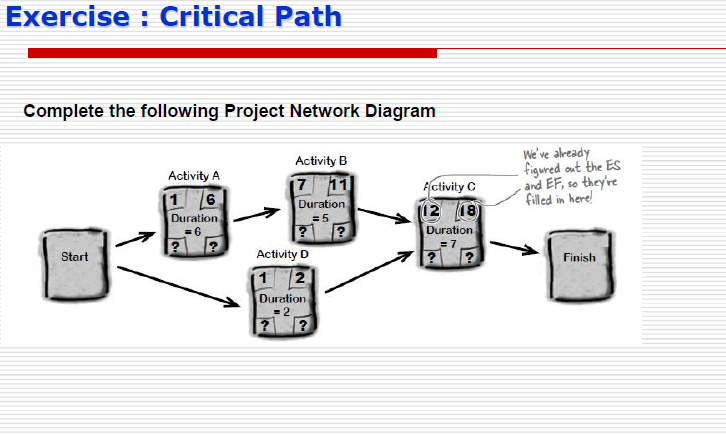 Exercise : Critical Path
Complete the following Project Network Diagram
We've already
figured out the ES
and EF, so they're
filled in here!
Activity A
1 6
Duration
= 6
? ?
Activity B
7 11
Duration
= 5
? ?
Activity C
12 18
Duration
= 7
? ?
Start
Activity D
1 2
Duration
= 2
? ?
Finish